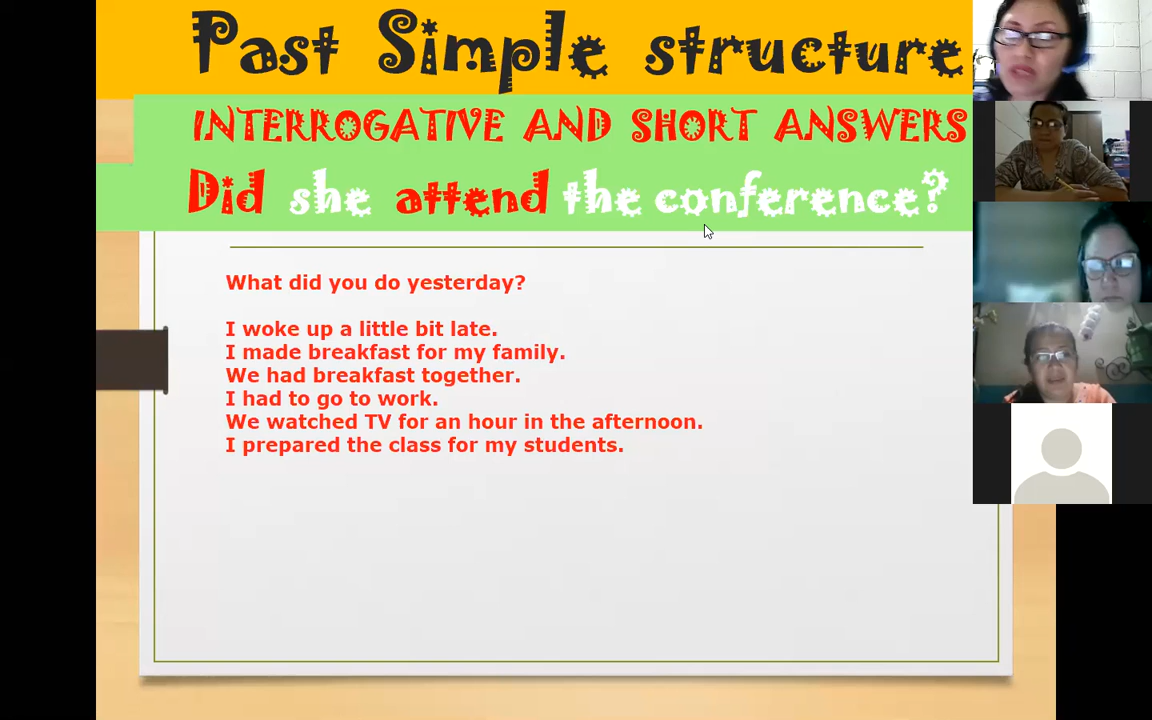 Past Simple structure
INTERROGATIVE AND SHORT ANSWERS
Did she attend the conference?
What did you do yesterday?
I woke up a little bit late.
I made breakfast for my family.
We had breakfast together.
I had to go to work.
We watched TV for an hour in the afternoon.
I prepared the class for my students.